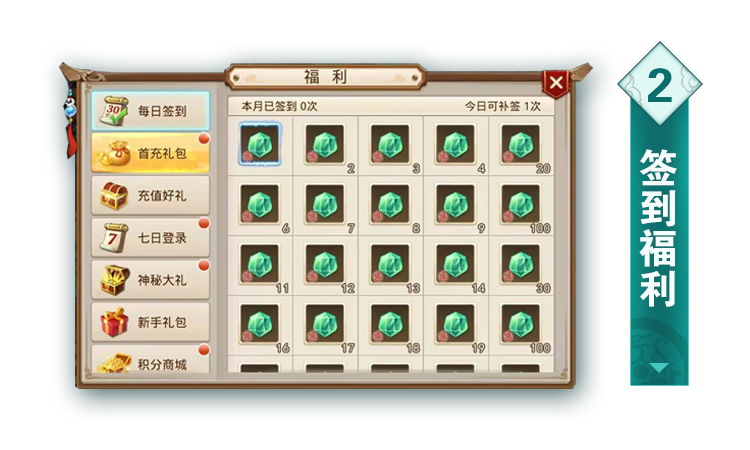 福 利
每日签到
首充礼包
充值好礼
七日登录
神秘大礼
新手礼包
积分商城
30
7
本月已签到 0次
今日可补签 1次
2
3
4
20
6
7
8
9
100
11
12
13
14
30
16
17
18
19
100
2
签到福利